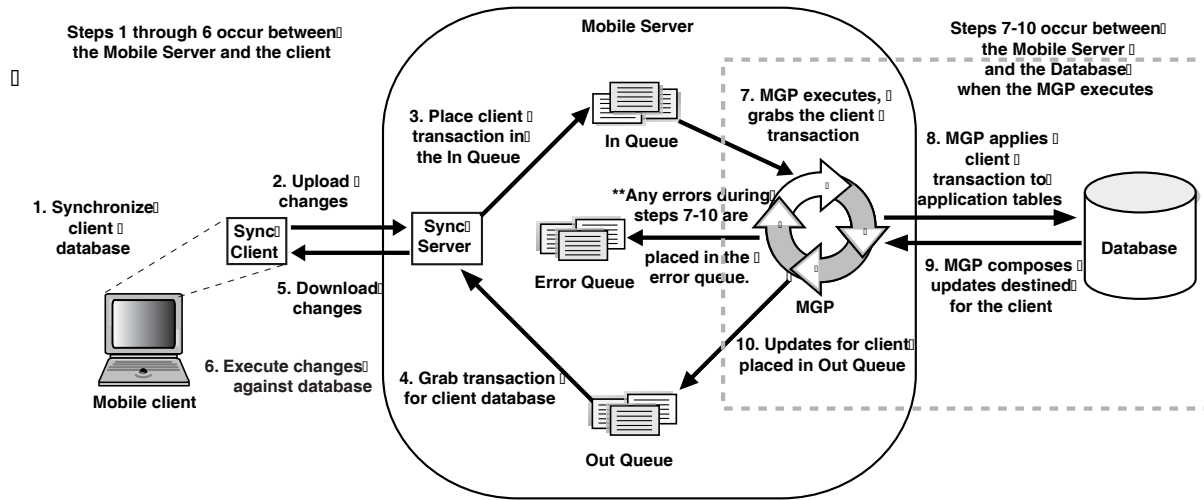 Mobile Server
Steps 1 through 6 occur between
the Mobile Server and the client
Steps 7-10 occur between
the Mobile Server
and the Database
when the MGP executes
3. Place client
transaction in
the In Queue
In Queue
7. MGP executes,
grabs the client
transaction
8. MGP applies
client
transaction to
application tables
1. Synchronize
client
database
2. Upload
changes
Sync
Client
Sync
Server
**Any errors during
steps 7-10 are
placed in the
error queue.
Error Queue
MGP
Database
9. MGP composes
updates destined
for the client
5. Download
changes
6. Execute changes
against database
Mobile client
4. Grab transaction
for client database
10. Updates for client
placed in Out Queue
Out Queue